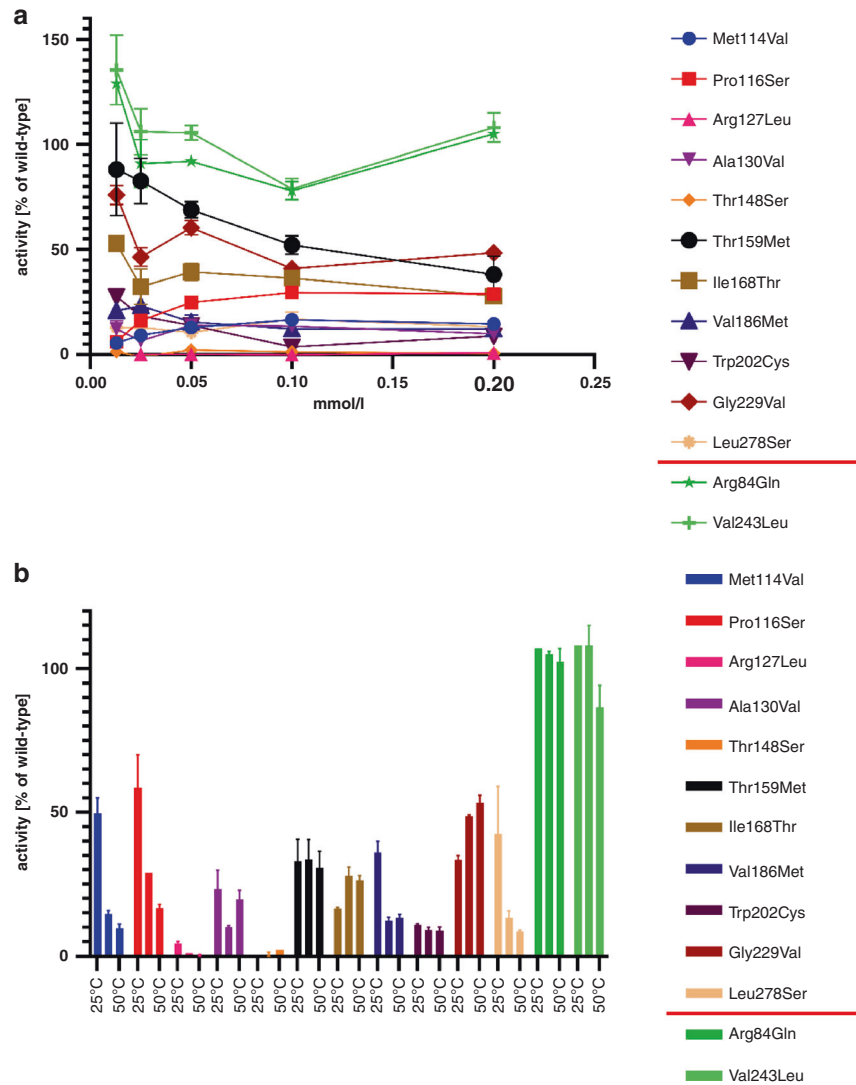 a
activity [% of wild-type]
150
100
50
0
0.00
0.05
0.10
0.15
0.20
0.25
mmol/l
Met114Val
Pro116Ser
Arg127Leu
Ala130Val
Thr148Ser
Thr159Met
Ile168Thr
Val186Met
Trp202Cys
Gly229Val
Leu278Ser
Arg84Gln
Val243Leu
b
activity [% of wild-type]
100
50
0
25°C
50°C
25°C
50°C
25°C
50°C
25°C
50°C
25°C
50°C
25°C
50°C
25°C
50°C
25°C
50°C
25°C
50°C
25°C
50°C
25°C
50°C
25°C
50°C
25°C
50°C
Met114Val
Pro116Ser
Arg127Leu
Ala130Val
Thr148Ser
Thr159Met
Ile168Thr
Val186Met
Trp202Cys
Gly229Val
Leu278Ser
Arg84Gln
Val243Leu